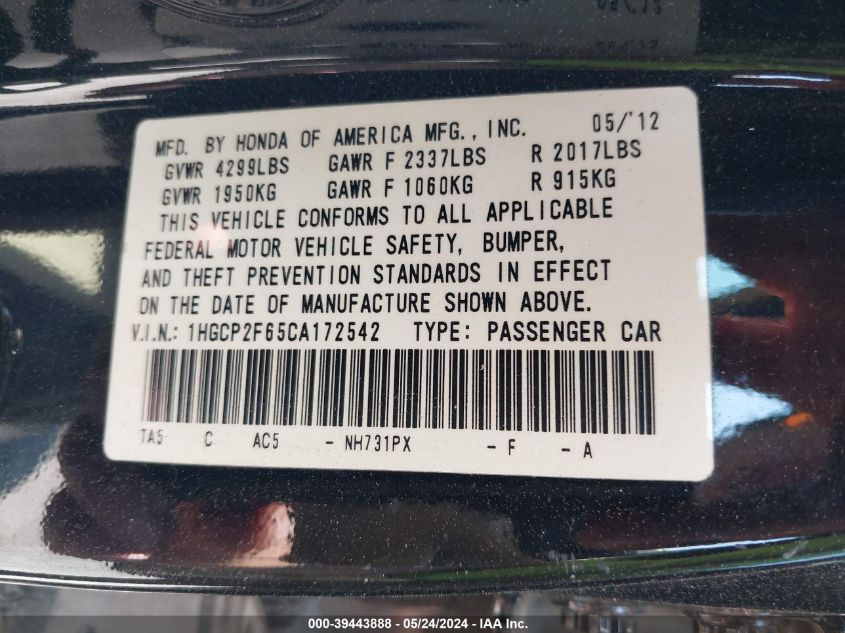 MFD. BY HONDA OF AMERICA MFG., INC. 05/'12
GVWR 4299LBS GAWR F 2337LBS R 2017LBS
GVWR 1950KG GAWR F 1060KG R 915KG
THIS VEHICLE CONFORMS TO ALL APPLICABLE
FEDERAL MOTOR VEHICLE SAFETY, BUMPER,
AND THEFT PREVENTION STANDARDS IN EFFECT
ON THE DATE OF MANUFACTURE SHOWN ABOVE.
V.I.N.: 1HGCP2F65CA172542 TYPE: PASSENGER CAR
TA5 C AC5 - NH731PX - F - A
000-39443888 - 05/24/2024 - IAA Inc.